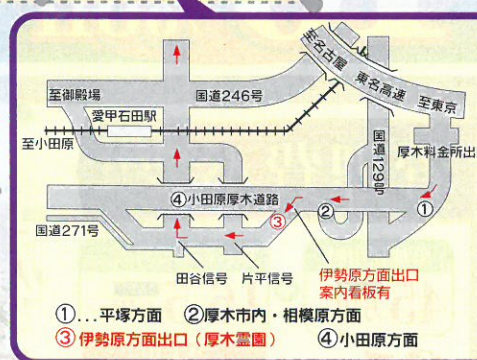 至名古屋
東名高速
至東京
至御殿場
国道246号
愛甲石田駅
至小田原
国道129号
厚木料金所出口
④小田原厚木道路
①
②
③
国道271号
田谷信号
片平信号
伊勢原方面出口
案内看板有
①...平塚方面 ②厚木市内・相模原方面
③伊勢原方面出口(厚木霊園) ④小田原方面